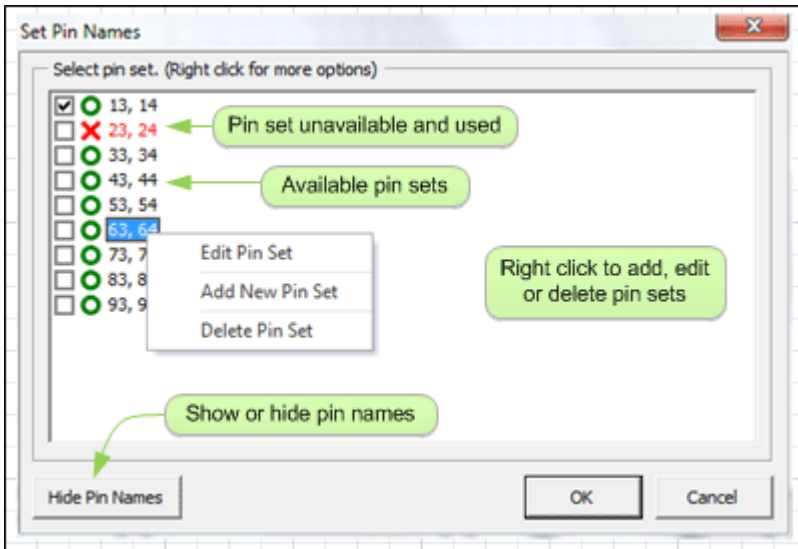 Set Pin Names
Select pin set. (Right click for more options)
13, 14
23, 24
Pin set unavailable and used
33, 34
43, 44
Available pin sets
53, 54
63, 64
73, 7
83, 8
93, 9
Edit Pin Set
Add New Pin Set
Delete Pin Set
Right click to add, edit
or delete pin sets
Show or hide pin names
Hide Pin Names
OK
Cancel